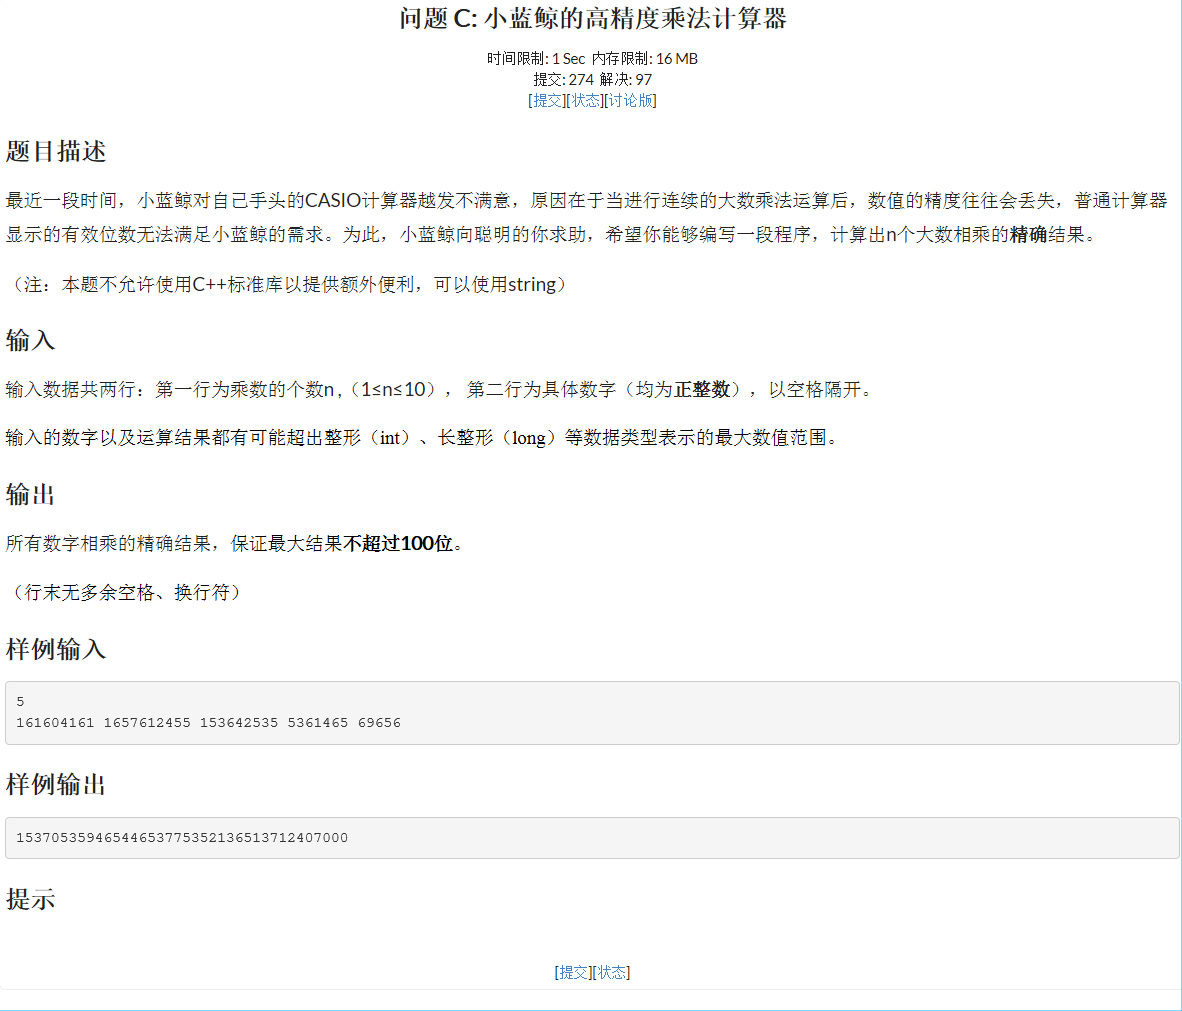 问题 C: 小蓝鲸的高精度乘法计算器
时间限制: 1 Sec 内存限制: 16 MB
提交: 274 解决: 97
[提交][状态][讨论版]
题目描述
最近一段时间，小蓝鲸对自己手头的CASIO计算器越发不满意，原因在于当进行连续的大数乘法运算后，数值的精度往往会丢失，普通计算器
显示的有效位数无法满足小蓝鲸的需求。为此，小蓝鲸向聪明的你求助，希望你能够编写一段程序，计算出n个大数相乘的精确结果。
（注：本题不允许使用C++标准库以提供额外便利，可以使用string）
输入
输入数据共两行：第一行为乘数的个数n ,（1≤n≤10）， 第二行为具体数字（均为正整数），以空格隔开。
输入的数字以及运算结果都有可能超出整形（int）、长整形（long）等数据类型表示的最大数值范围。
输出
所有数字相乘的精确结果，保证最大结果不超过100位。
（行末无多余空格、换行符）
样例输入
5
161604161 1657612455 153642535 5361465 69656
样例输出
15370535946544653775352136513712407000
提示
[提交][状态]